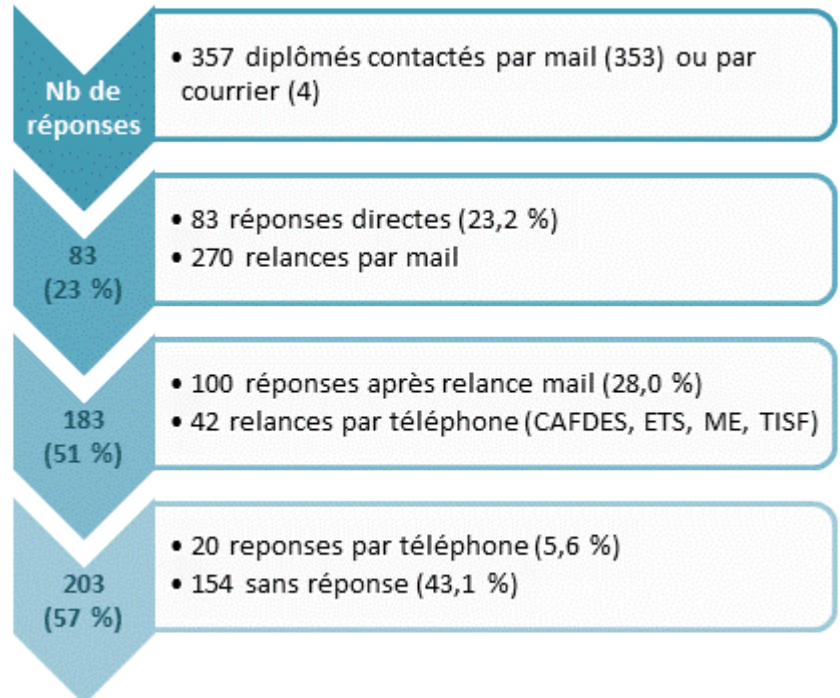 Nb de
réponses
• 357 diplômés contactés par mail (353) ou par
courrier (4)
83
(23 %)
• 83 réponses directes (23,2 %)
• 270 relances par mail
183
(51 %)
• 100 réponses après relance mail (28,0 %)
• 42 relances par téléphone (CAFDES, ETS, ME, TISF)
203
(57 %)
• 20 reponses par téléphone (5,6 %)
• 154 sans réponse (43,1 %)